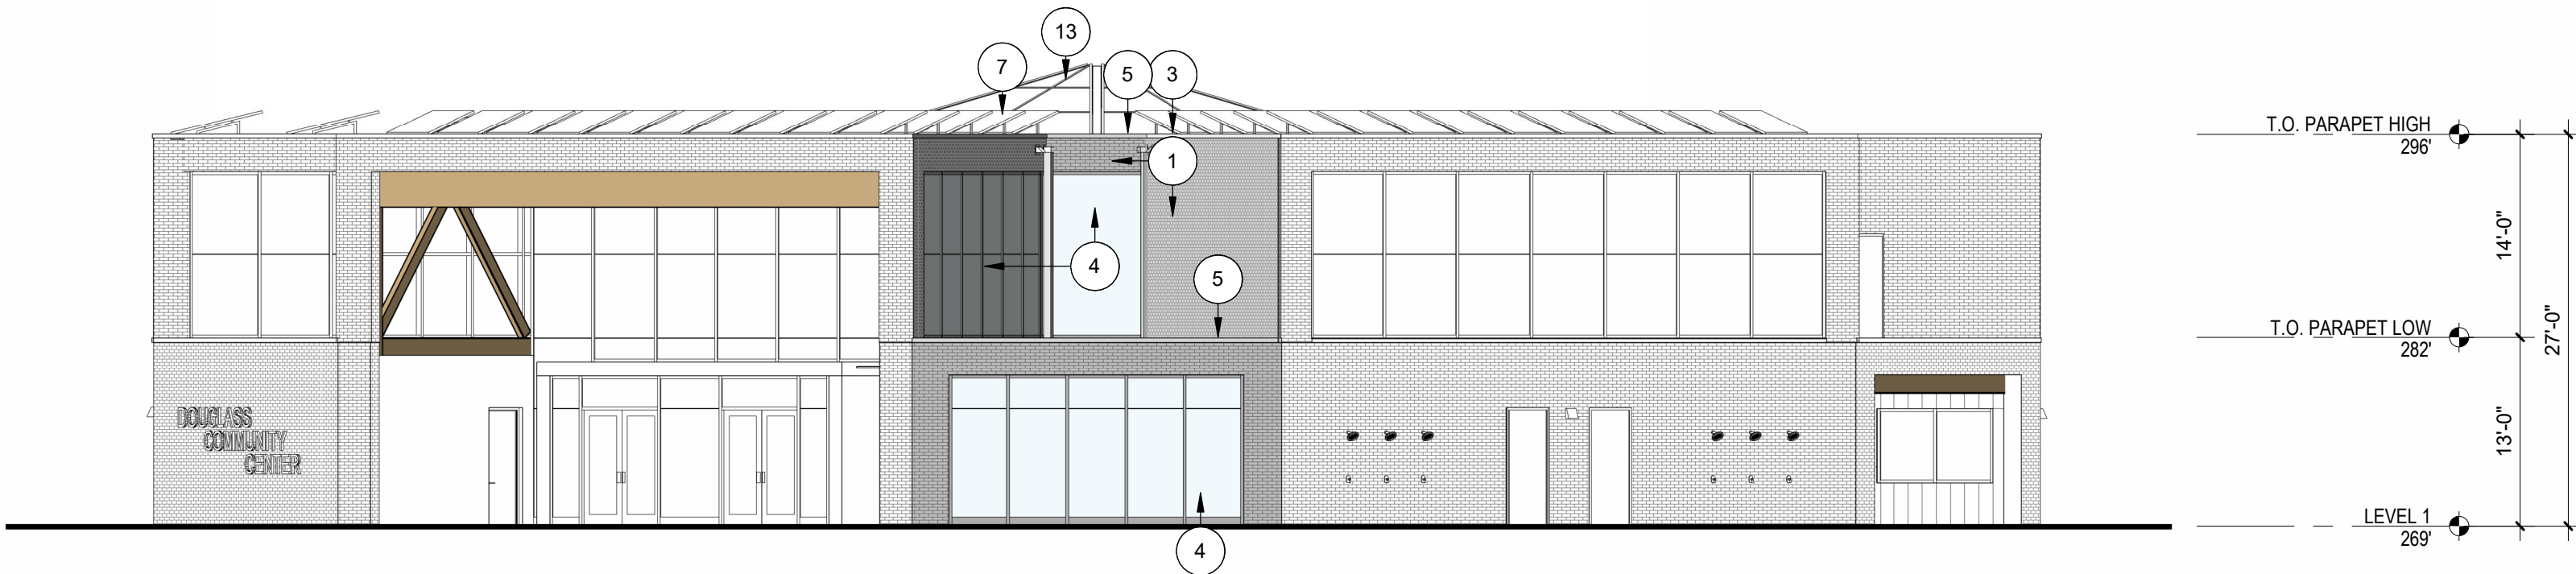 13
7
5
3
1
4
5
4
DOUGLASS
COMMUNITY
CENTER
T.O. PARAPET HIGH
296'
14'-0"
T.O. PARAPET LOW
282'
27'-0"
13'-0"
LEVEL 1
269'